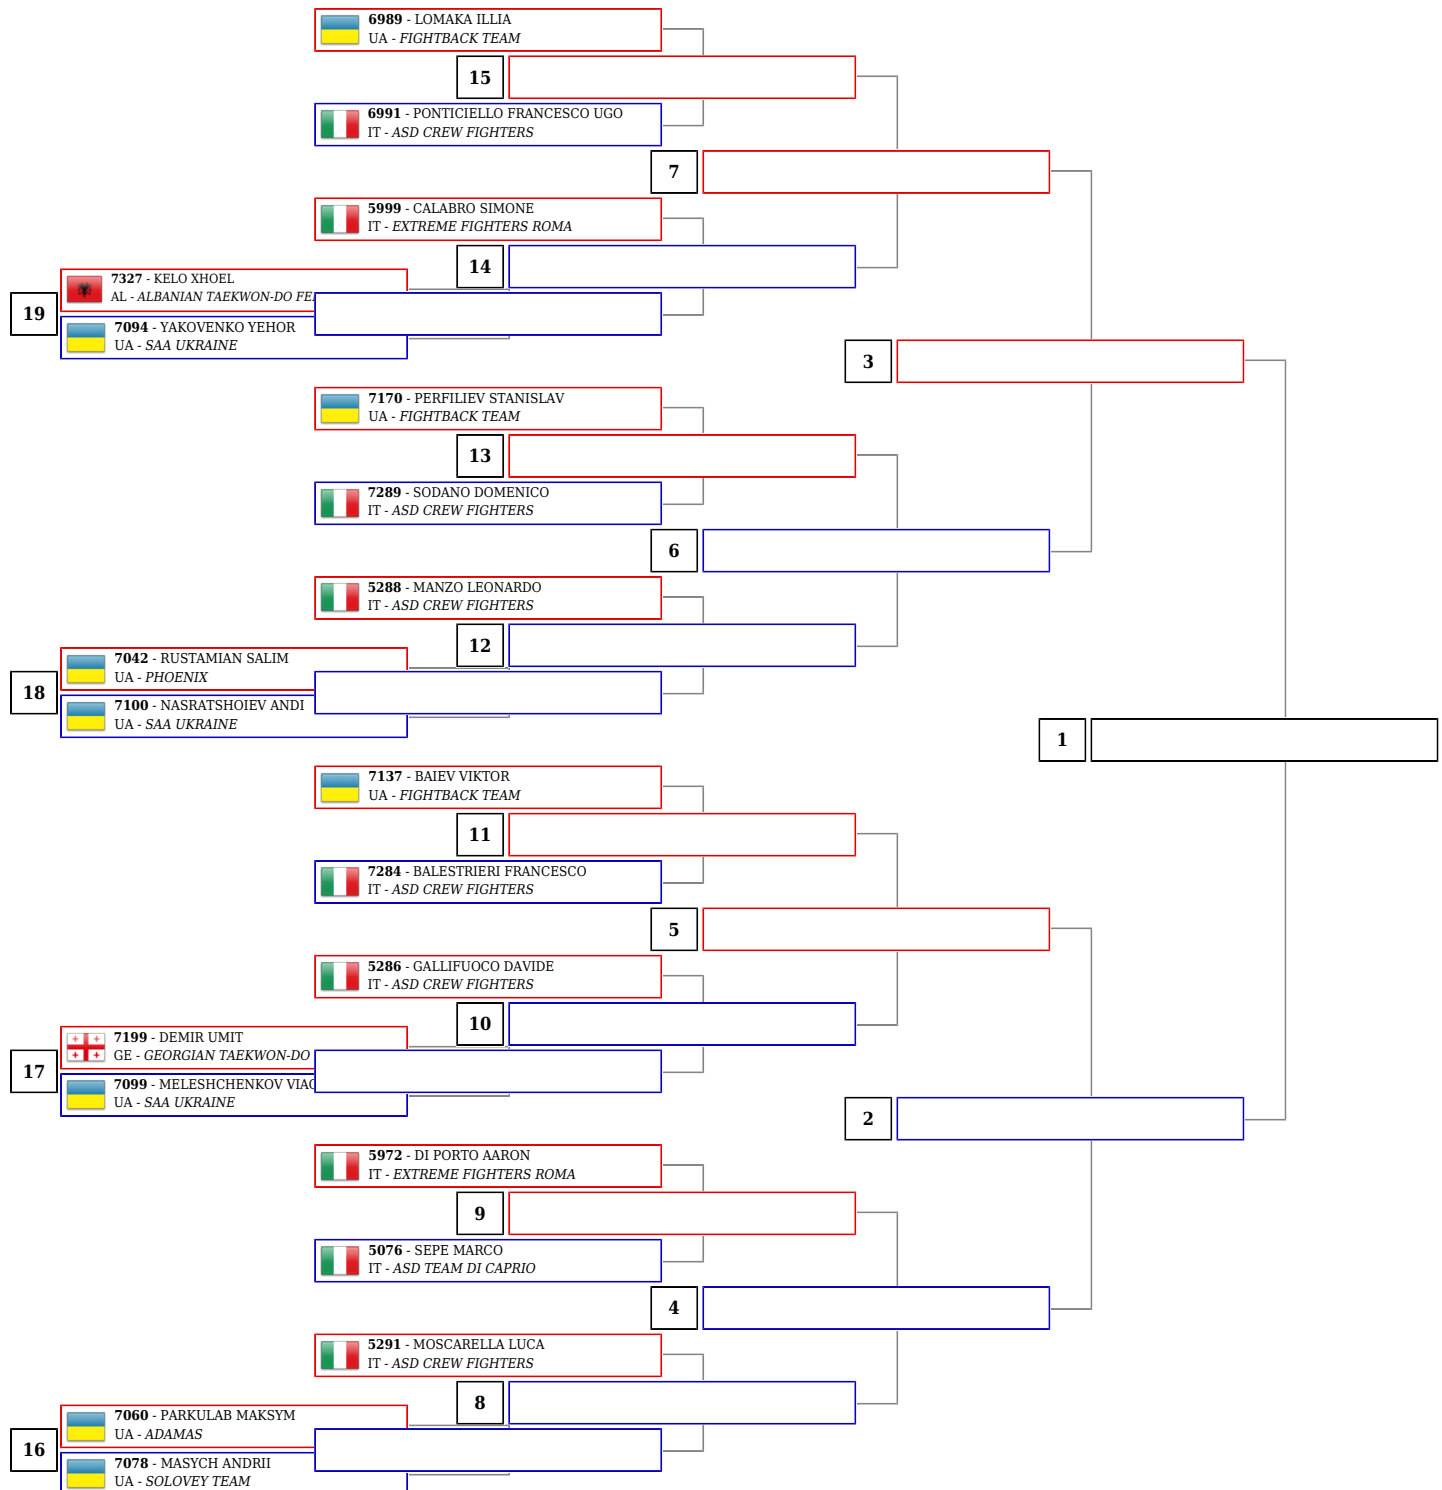 6989 - LOMAKA ILLIA
UA - FIGHTBACK TEAM
15
6991 - PONTICIELLO FRANCESCO UGO
IT - ASD CREW FIGHTERS
7
5999 - CALABRO SIMONE
IT - EXTREME FIGHTERS ROMA
14
7327 - KELO XHOEL
AL - ALBANIAN TAEKWON-DO
19
7094 - YAKOVENKO YEHOR
UA - SAA UKRAINE
3
7170 - PERFILIEV STANISLAV
UA - FIGHTBACK TEAM
13
7289 - SODANO DOMENICO
IT - ASD CREW FIGHTERS
6
5288 - MANZO LEONARDO
IT - ASD CREW FIGHTERS
12
7042 - RUSTAMIAN SALIM
UA - PHOENIX
18
7100 - NASRATSHOIEV ANDI
UA - SAA UKRAINE
1
7137 - BAIEV VIKTOR
UA - FIGHTBACK TEAM
11
7284 - BALESTRIERI FRANCESCO
IT - ASD CREW FIGHTERS
5
5286 - GALLIFUOCO DAVIDE
IT - ASD CREW FIGHTERS
10
7199 - DEMIR UMIT
GE - GEORGIAN TAEKWON-DO
17
7099 - MELESHCHENKOV
UA - SAA UKRAINE
2
5972 - DI PORTO AARON
IT - EXTREME FIGHTERS ROMA
9
5076 - SEPE MARCO
IT - ASD TEAM DI CAPRIO
4
5291 - MOSCARELLA LUCA
IT - ASD CREW FIGHTERS
8
7060 - PARKULAB MAKSYM
UA - ADAMAS
16
7078 - MASYCH ANDRII
UA - SOLOVEY TEAM